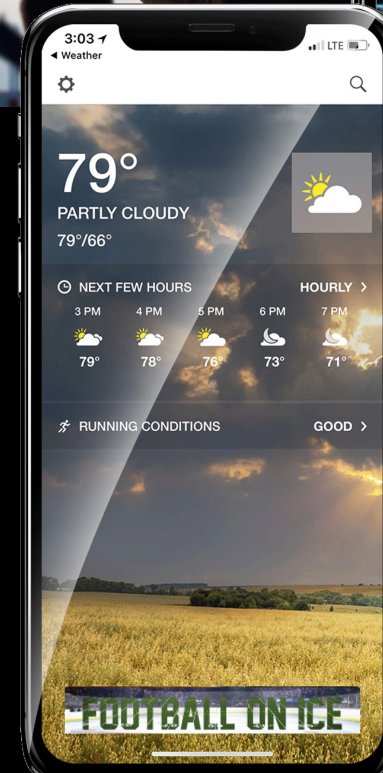 3:03
LTE
◀ Weather
79°
PARTLY CLOUDY
79°/66°
NEXT FEW HOURS HOURLY >
3 PM 4 PM 5 PM 6 PM 7 PM
79° 78° 76° 73° 71°
RUNNING CONDITIONS GOOD >
FOOTBALL ON ICE